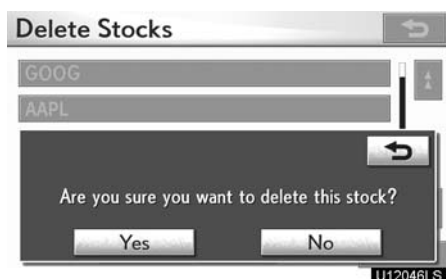 Delete Stocks
GOOG
AAPL
Are you sure you want to delete this stock?
Yes
No
U12046LS